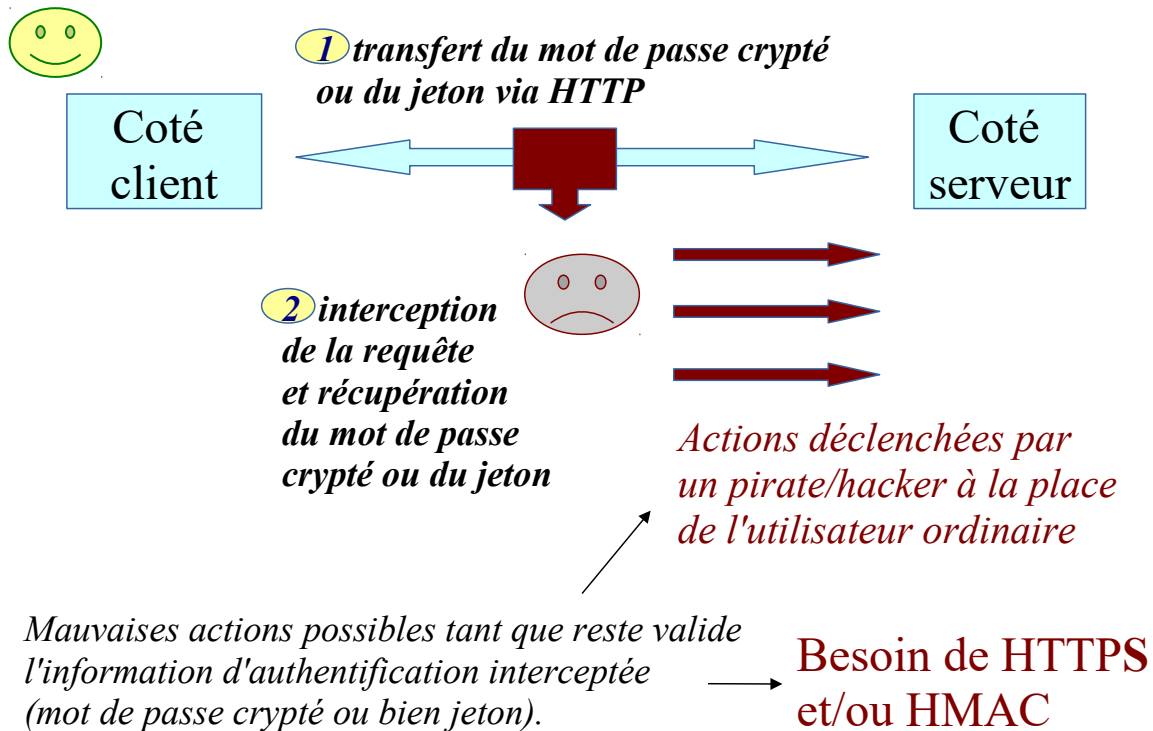 1 transfert du mot de passe crypté
ou du jeton via HTTP
Coté
client
Coté
serveur
2 interception
de la requête
et récupération
du mot de passe
crypté ou du jeton
Actions déclenchées par
un pirate/hacker à la place
de l'utilisateur ordinaire
Mauvaises actions possibles tant que reste valide
l'information d'authentification interceptée
(mot de passe crypté ou bien jeton).
Besoin de HTTPS
et/ou HMAC